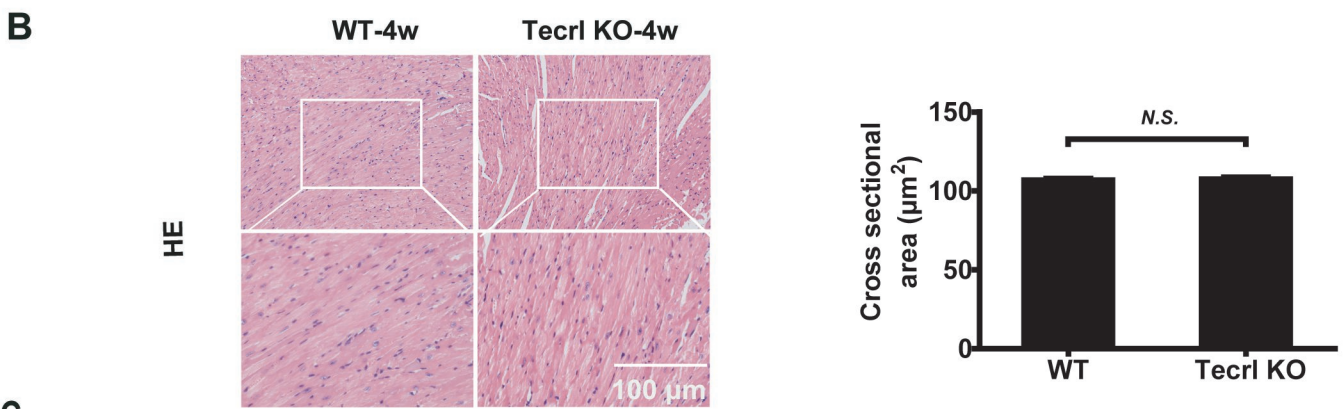 B
WT-4w
Tecrl KO-4w
HE
100 μm
Cross sectional
area (μm²)
150
100
50
0
N.S.
WT
Tecrl KO